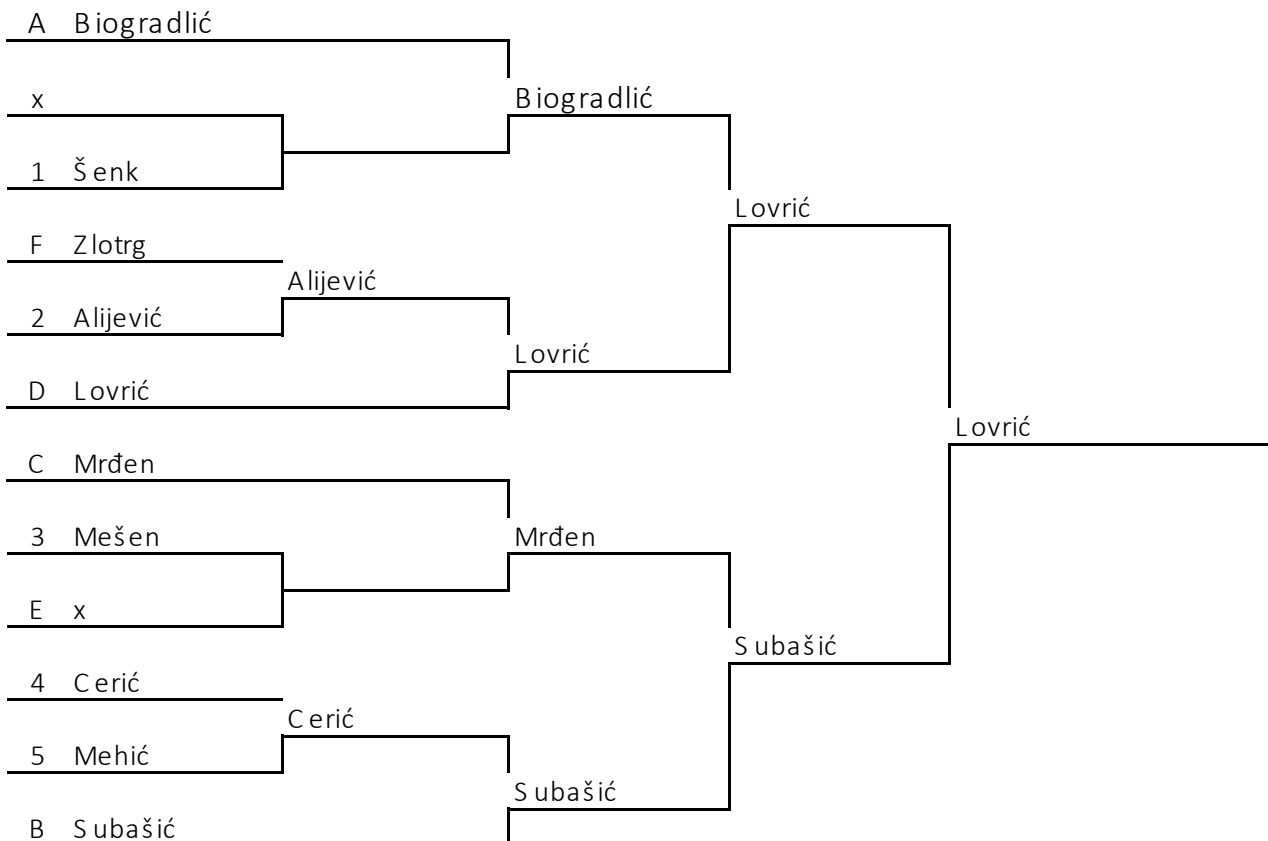 A Biogradlić
x
Biogradlić
1 Šenk
Lovrić
F Zlotrg
Alijević
2 Alijević
Lovrić
D Lovrić
Lovrić
C Mrđen
3 Mešen
Mrđen
E x
Subašić
4 Cerić
Cerić
5 Mehić
Subašić
B Subašić